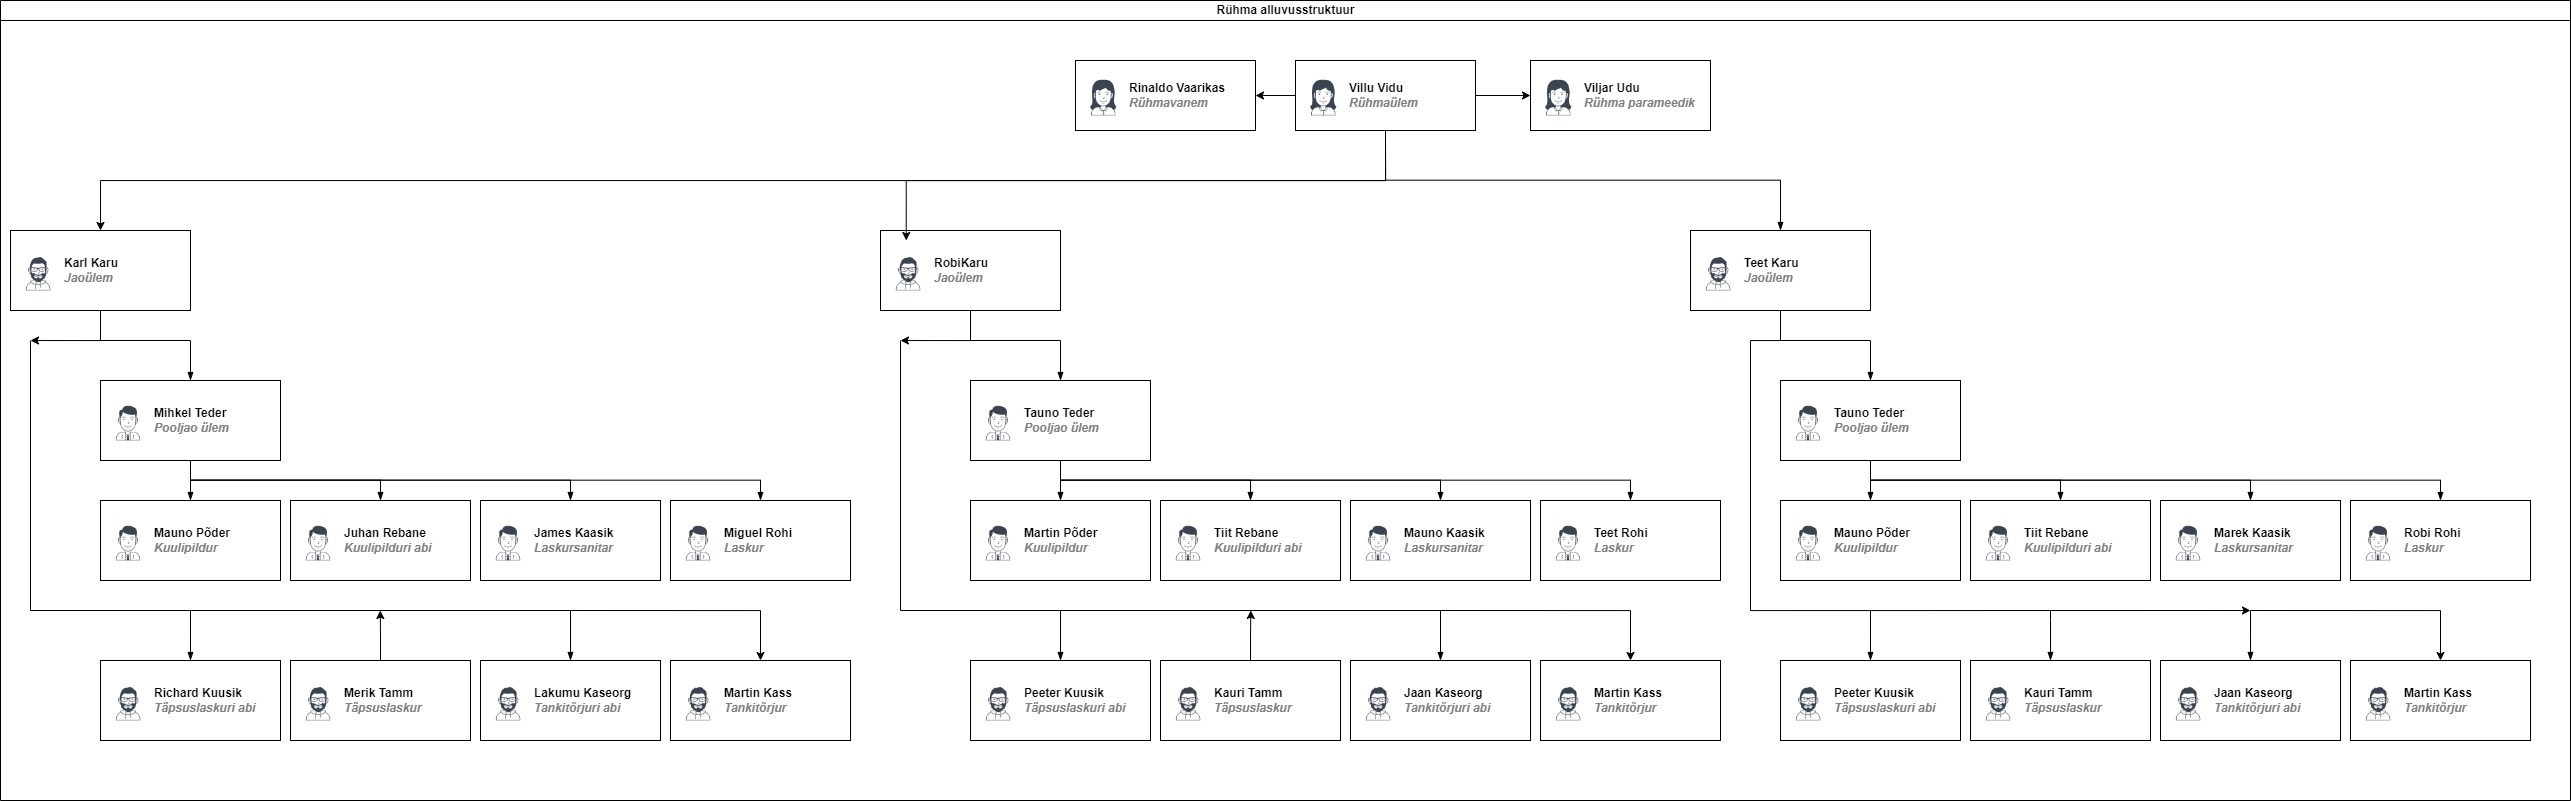 Rühma alluvusstruktuur
Rinaldo Vaarikas
Rühmavanem
Villu Vidu
Rühmaülem
Viljar Udu
Rühma parameedik
Karl Karu
Jaoülem
RobiKaru
Jaoülem
Teet Karu
Jaoülem
Mihkel Teder
Pooljao ülem
Tauno Teder
Pooljao ülem
Tauno Teder
Pooljao ülem
Mauno Põder
Kuulipildur
Juhan Rebane
Kuulipilduri abi
James Kaasik
Laskursanitar
Miguel Rohi
Laskur
Martin Põder
Kuulipildur
Tiit Rebane
Kuulipilduri abi
Mauno Kaasik
Laskursanitar
Teet Rohi
Laskur
Mauno Põder
Kuulipildur
Tiit Rebane
Kuulipilduri abi
Marek Kaasik
Laskursanitar
Robi Rohi
Laskur
Richard Kuusik
Täpsuslaskuri abi
Merik Tamm
Täpsuslaskur
Lakumu Kaseorg
Tankitõrjuri abi
Martin Kass
Tankitõrjur
Peeter Kuusik
Täpsuslaskuri abi
Kauri Tamm
Täpsuslaskur
Jaan Kaseorg
Tankitõrjuri abi
Martin Kass
Tankitõrjur
Peeter Kuusik
Täpsuslaskuri abi
Kauri Tamm
Täpsuslaskur
Jaan Kaseorg
Tankitõrjuri abi
Martin Kass
Tankitõrjur